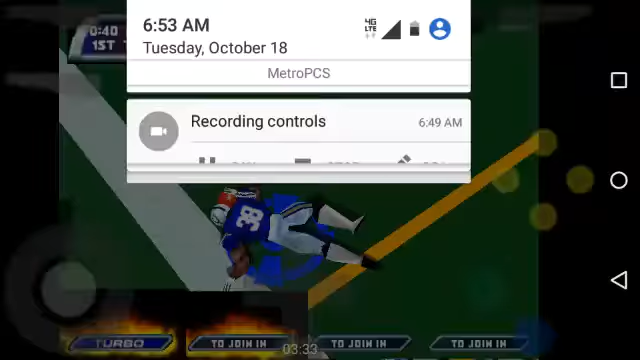 6:53 AM
4G
LTE
Tuesday, October 18
MetroPCS
0:40
1ST
Recording controls
6:49 AM
38
TURBO
TO JOIN IN
TO JOIN IN
TO JOIN IN
03:33